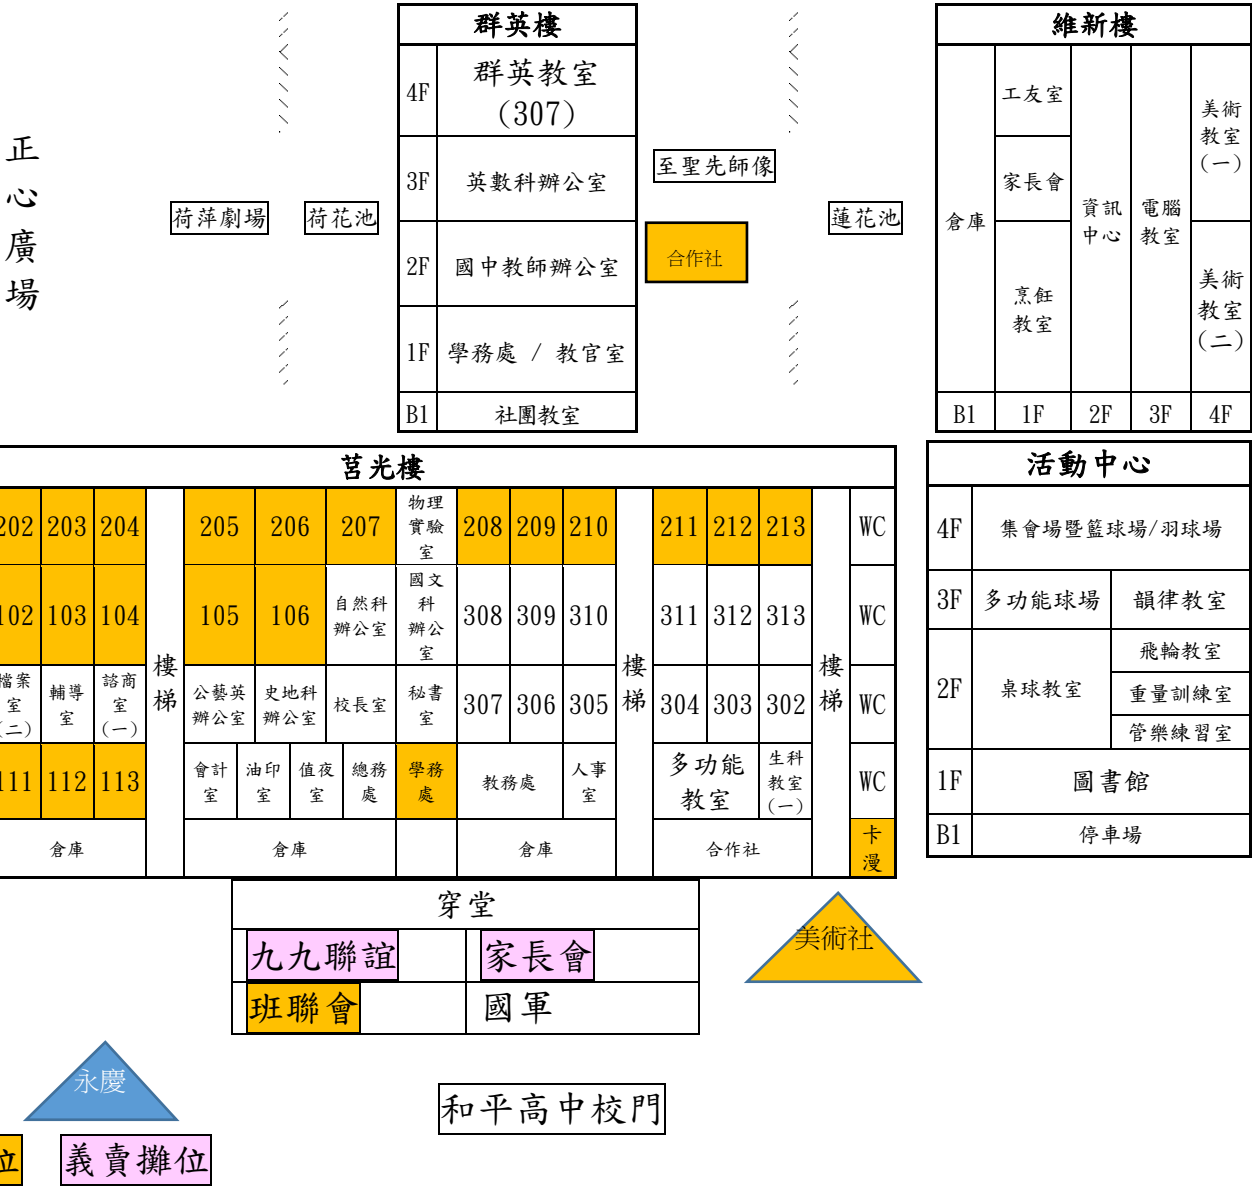 正心廣場
荷萍劇場
荷花池
群英樓
4F
群英教室
(307)
3F
英數科辦公室
2F
國中教師辦公室
1F
學務處 / 教官室
B1
社團教室
至聖先師像
合作社
蓮花池
維新樓
倉庫
工友室
家長會
烹飪
教室
資訊
中心
電腦
教室
美術
教室
(一)
美術
教室
(二)
B1 1F 2F 3F 4F
莒光樓
202 203 204
205 206 207
物理
實驗
室
208 209 210
211 212 213
WC
102 103 104
105 106
自然科
辦公室
國文
科
辦公
室
308 309 310
311 312 313
WC
樓梯
樓梯
樓梯
檔案
室
(二)
輔導
室
諮商
室
(一)
公藝英
辦公室
史地科
辦公室
校長室
秘書
室
307 306 305
304 303 302
WC
111 112 113
會計
室
油印
室
值夜
室
總務
處
學務
處
教務處
人事
室
多功能
教室
生科
教室
(一)
WC
倉庫
倉庫
倉庫
合作社
卡
漫
活動中心
4F
集會場暨籃球場/羽球場
3F
多功能球場
韻律教室
2F
桌球教室
飛輪教室
重量訓練室
管樂練習室
1F
圖書館
B1
停車場
穿堂
九九聯誼
家長會
班聯會
國軍
美術社
永慶
和平高中校門
位
義賣攤位